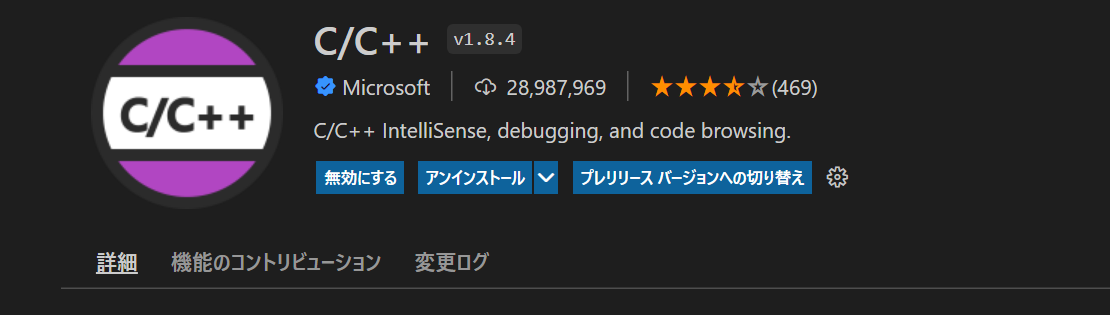 C/C++
C/C++ v1.8.4
Microsoft 28,987,969 (469)
C/C++ IntelliSense, debugging, and code browsing.
無効にする アンインストール プレリリース バージョンへの切り替え
詳細 機能のコントリビューション 変更ログ